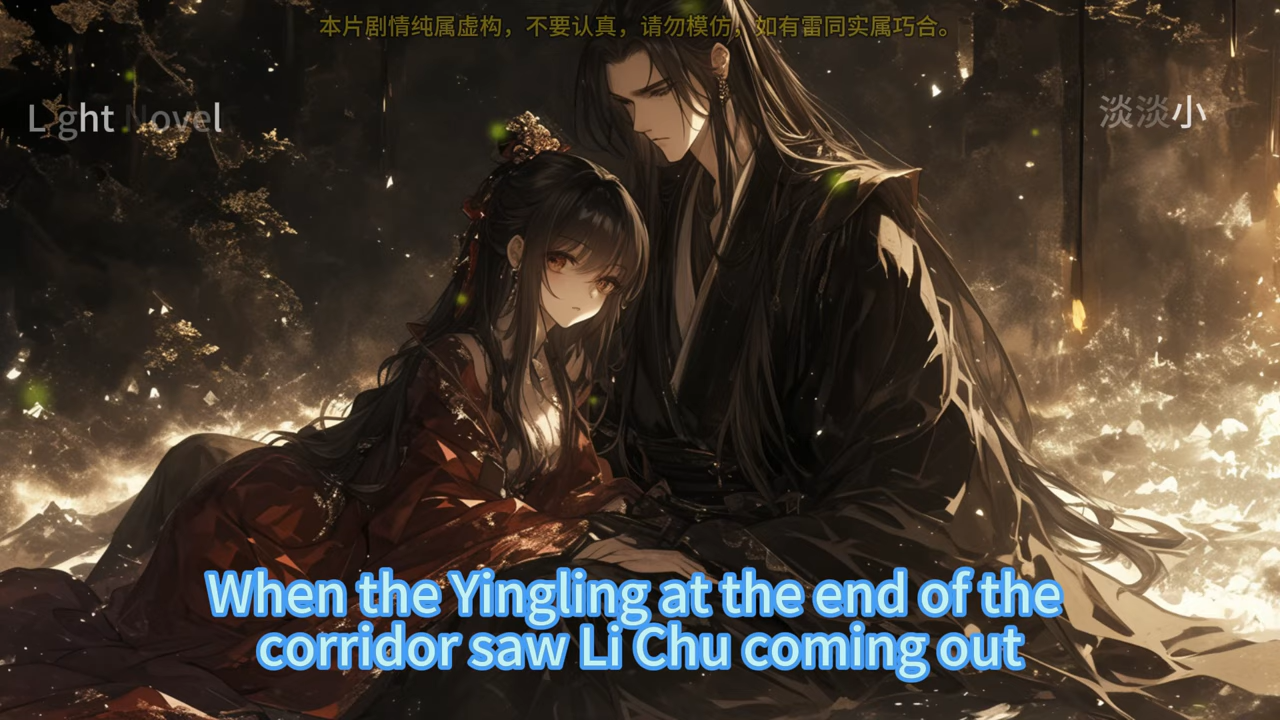 本片剧情纯属虚构，不要认真，请勿模仿，如有雷同实属巧合。
Light Novel
淡淡小
When the Yingling at the end of the
corridor saw Li Chu coming out